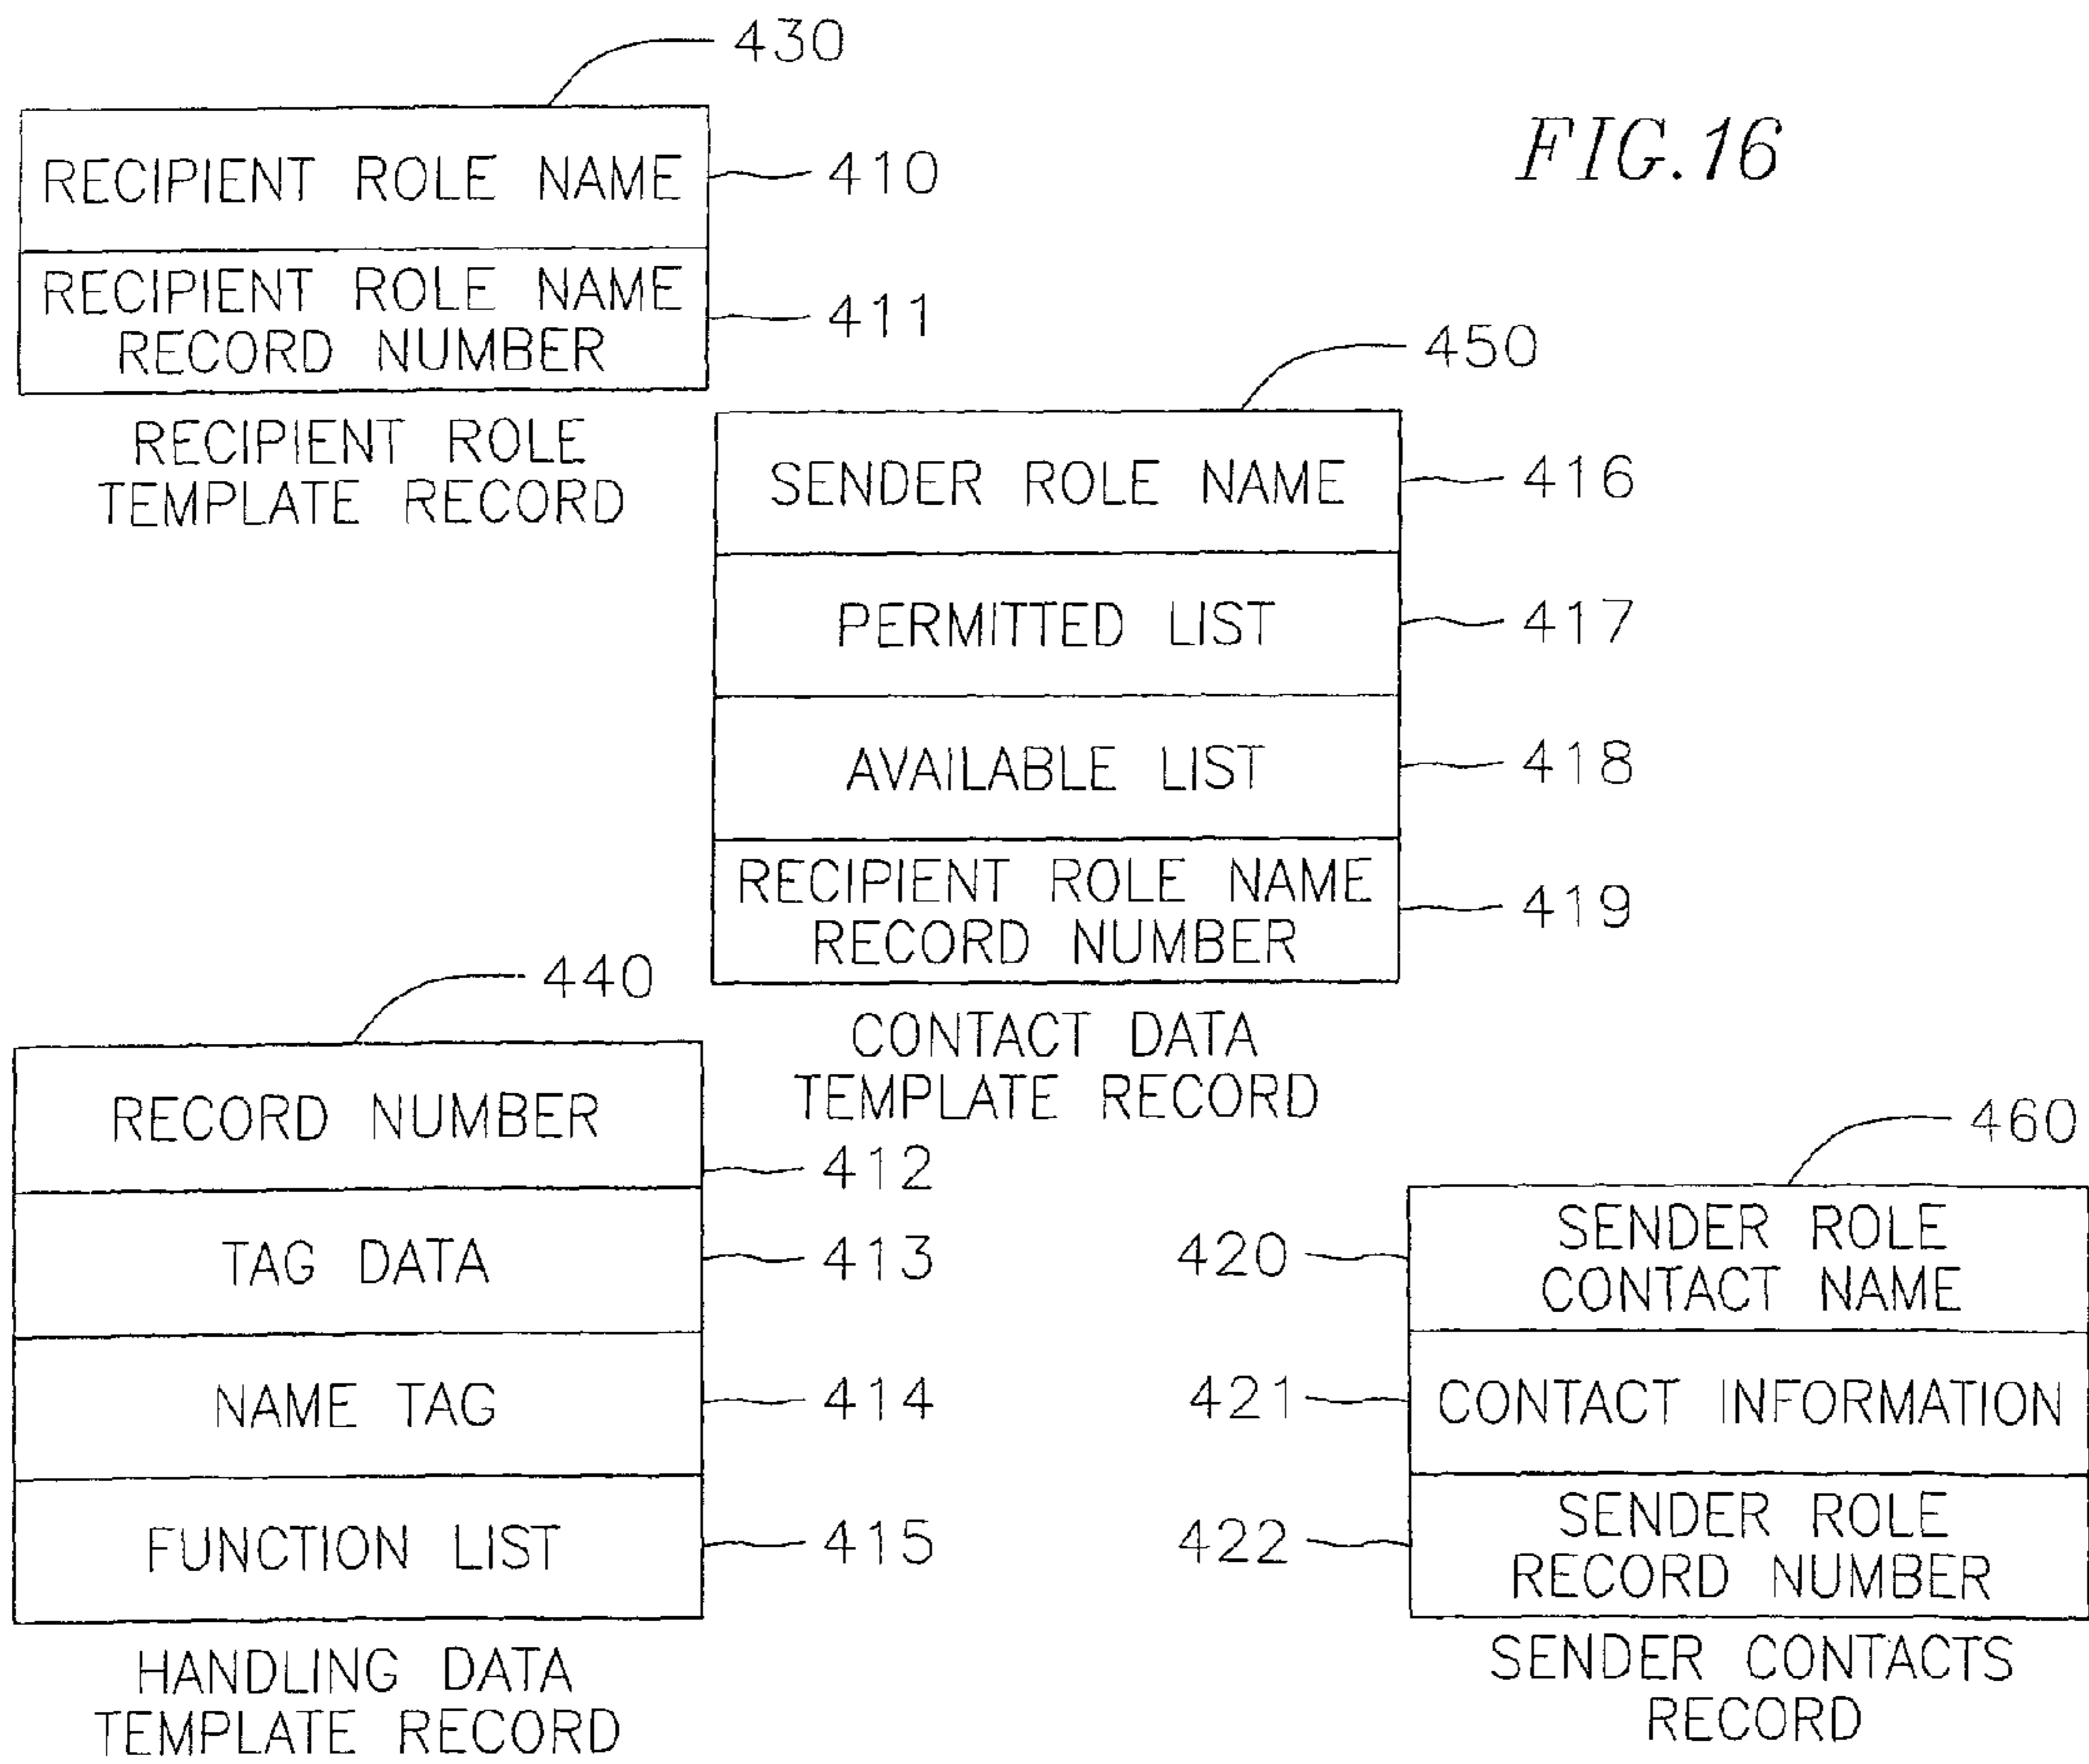 FIG.16
430
RECIPIENT ROLE NAME
410
RECIPIENT ROLE NAME
RECORD NUMBER
411
RECIPIENT ROLE
TEMPLATE RECORD
450
SENDER ROLE NAME
416
PERMITTED LIST
417
AVAILABLE LIST
418
RECIPIENT ROLE NAME
RECORD NUMBER
419
CONTACT DATA
TEMPLATE RECORD
440
RECORD NUMBER
412
TAG DATA
413
NAME TAG
414
FUNCTION LIST
415
HANDLING DATA
TEMPLATE RECORD
460
SENDER ROLE
CONTACT NAME
420
CONTACT INFORMATION
421
SENDER ROLE
RECORD NUMBER
422
SENDER CONTACTS
RECORD